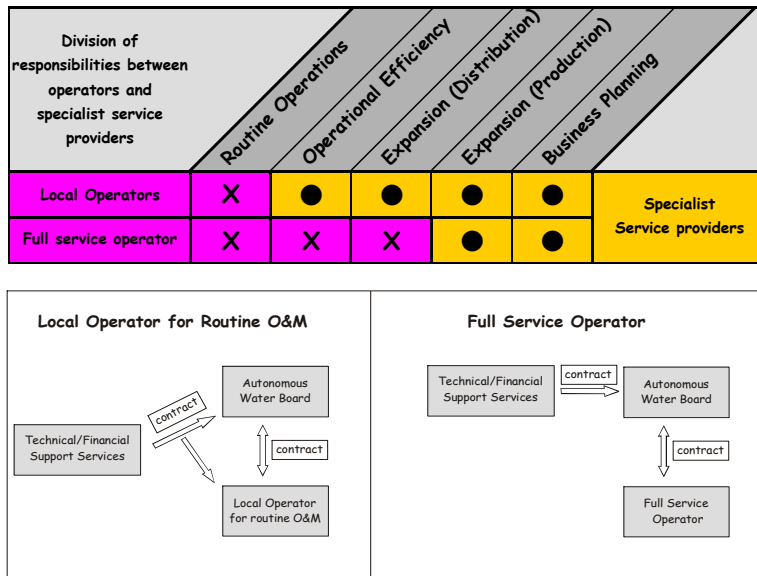 Division of
responsibilities between
operators and
specialist service
providers
Routine Operations
Operational Efficiency
Expansion (Distribution)
Expansion (Production)
Business Planning
Local Operators
X
Full service operator
X X X
Specialist
Service providers
Local Operator for Routine O&M
Autonomous
Water Board
contract
Technical/Financial
Support Services
contract
Local Operator
for routine O&M
Full Service Operator
Technical/Financial
Support Services
contract
Autonomous
Water Board
contract
Full Service
Operator